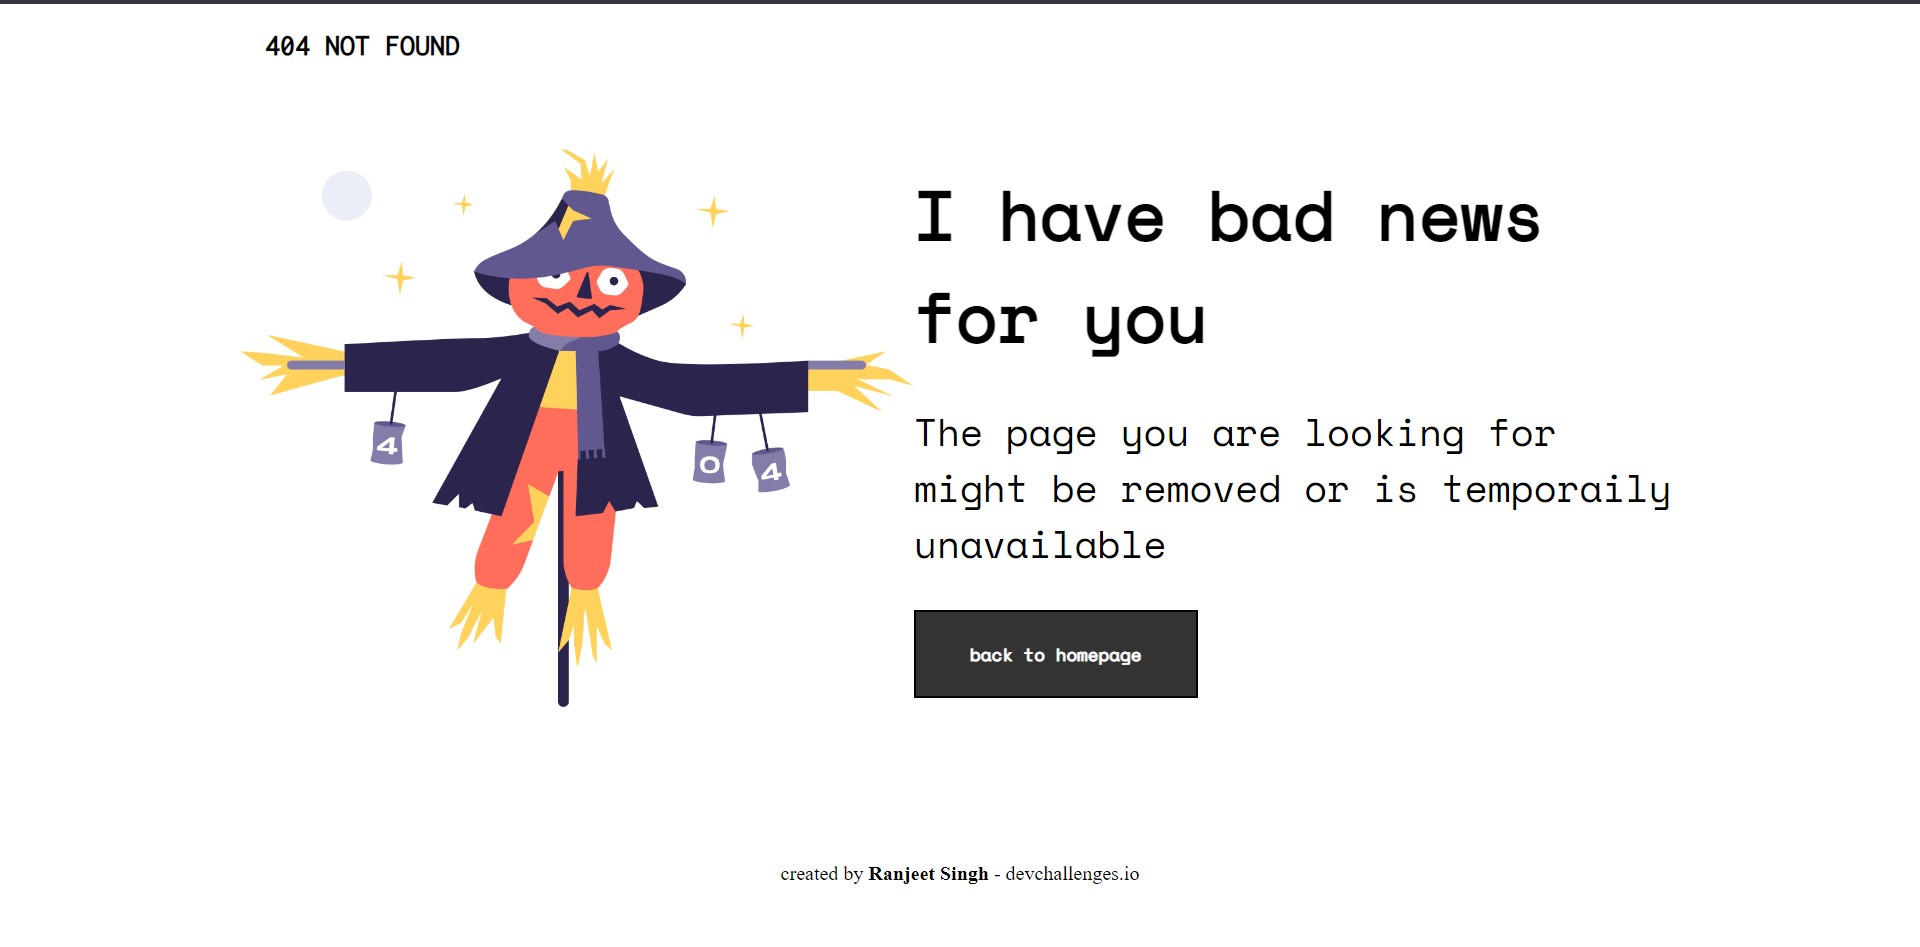 404 NOT FOUND
I have bad news
for you
4
0
4
The page you are looking for
might be removed or is temporaily
unavailable
back to homepage
created by Ranjeet Singh - devchallenges.io